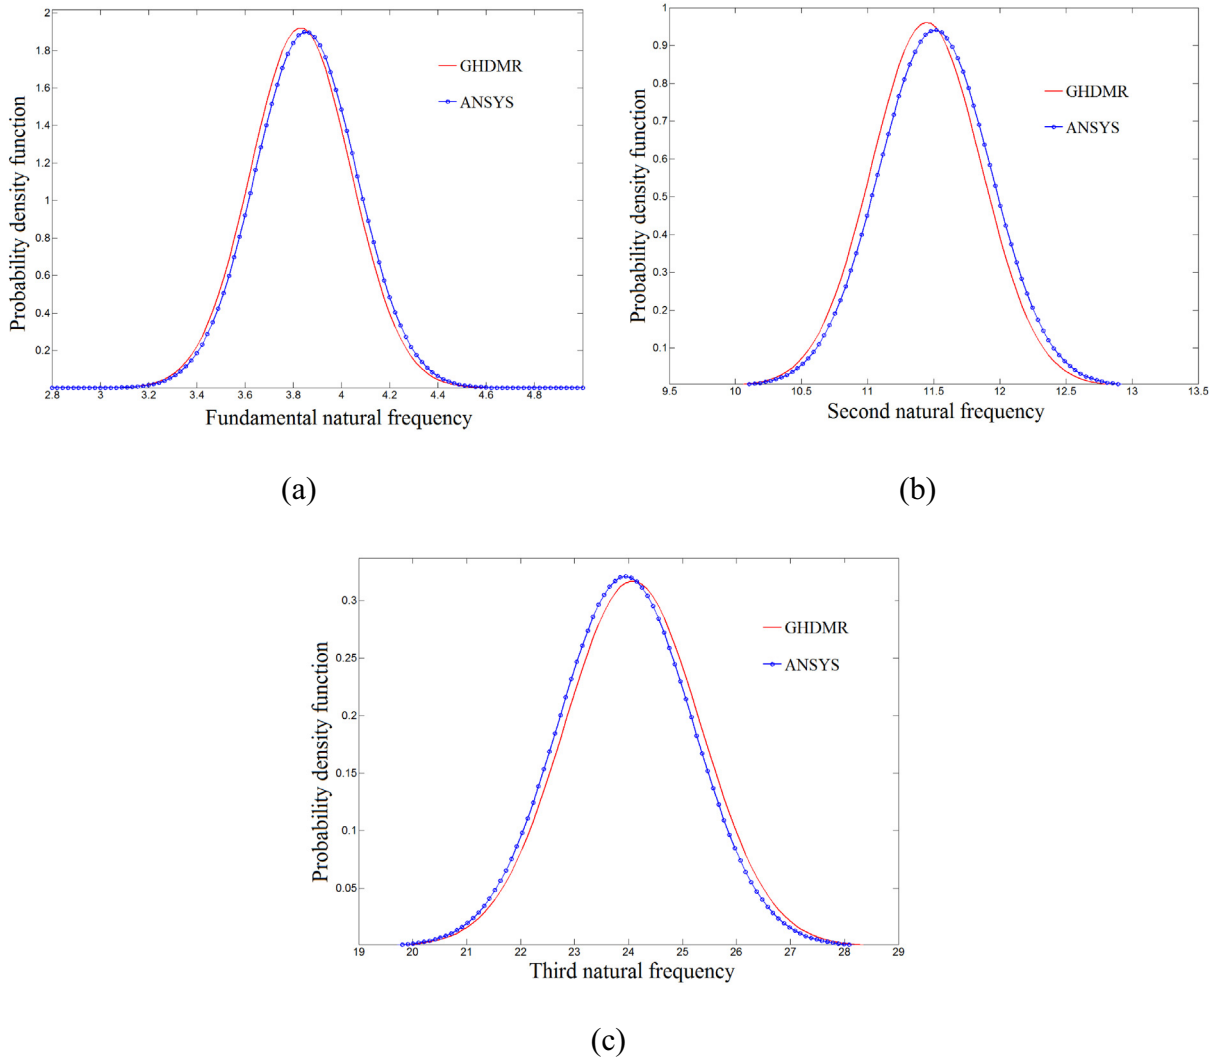 2
1.8
1.6
1.4
1.2
1
0.8
0.6
0.4
0.2
Probability density function
GHDMR
ANSYS
2.8 3 3.2 3.4 3.6 3.8 4 4.2 4.4 4.6 4.8
Fundamental natural frequency
(a)
1
0.9
0.8
0.7
0.6
0.5
0.4
0.3
0.2
0.1
Probability density function
GHDMR
ANSYS
9.5 10 10.5 11 11.5 12 12.5 13 13.5
Second natural frequency
(b)
0.3
0.25
0.2
0.15
0.1
0.05
Probability density function
GHDMR
ANSYS
19 20 21 22 23 24 25 26 27 28 29
Third natural frequency
(c)